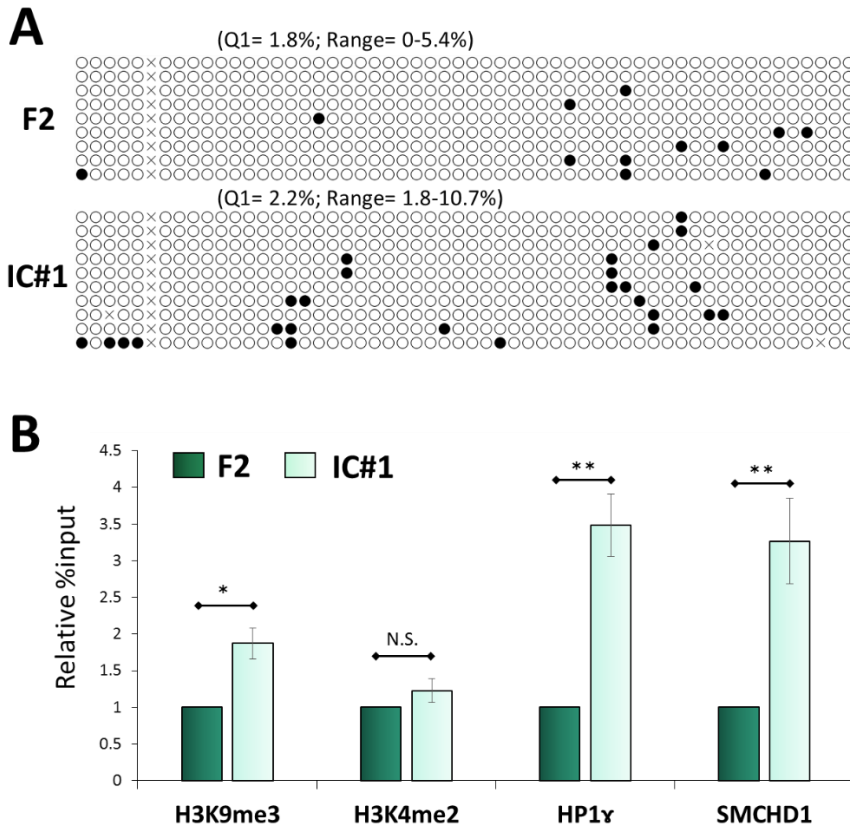 A
(Q1= 1.8%; Range= 0-5.4%)
F2
(Q1= 2.2%; Range= 1.8-10.7%)
IC#1
B
Relative %input
4.5
4
3.5
3
2.5
2
1.5
1
0.5
0
F2 IC#1
*
N.S.
**
**
H3K9me3 H3K4me2 HP1ɤ SMCHD1